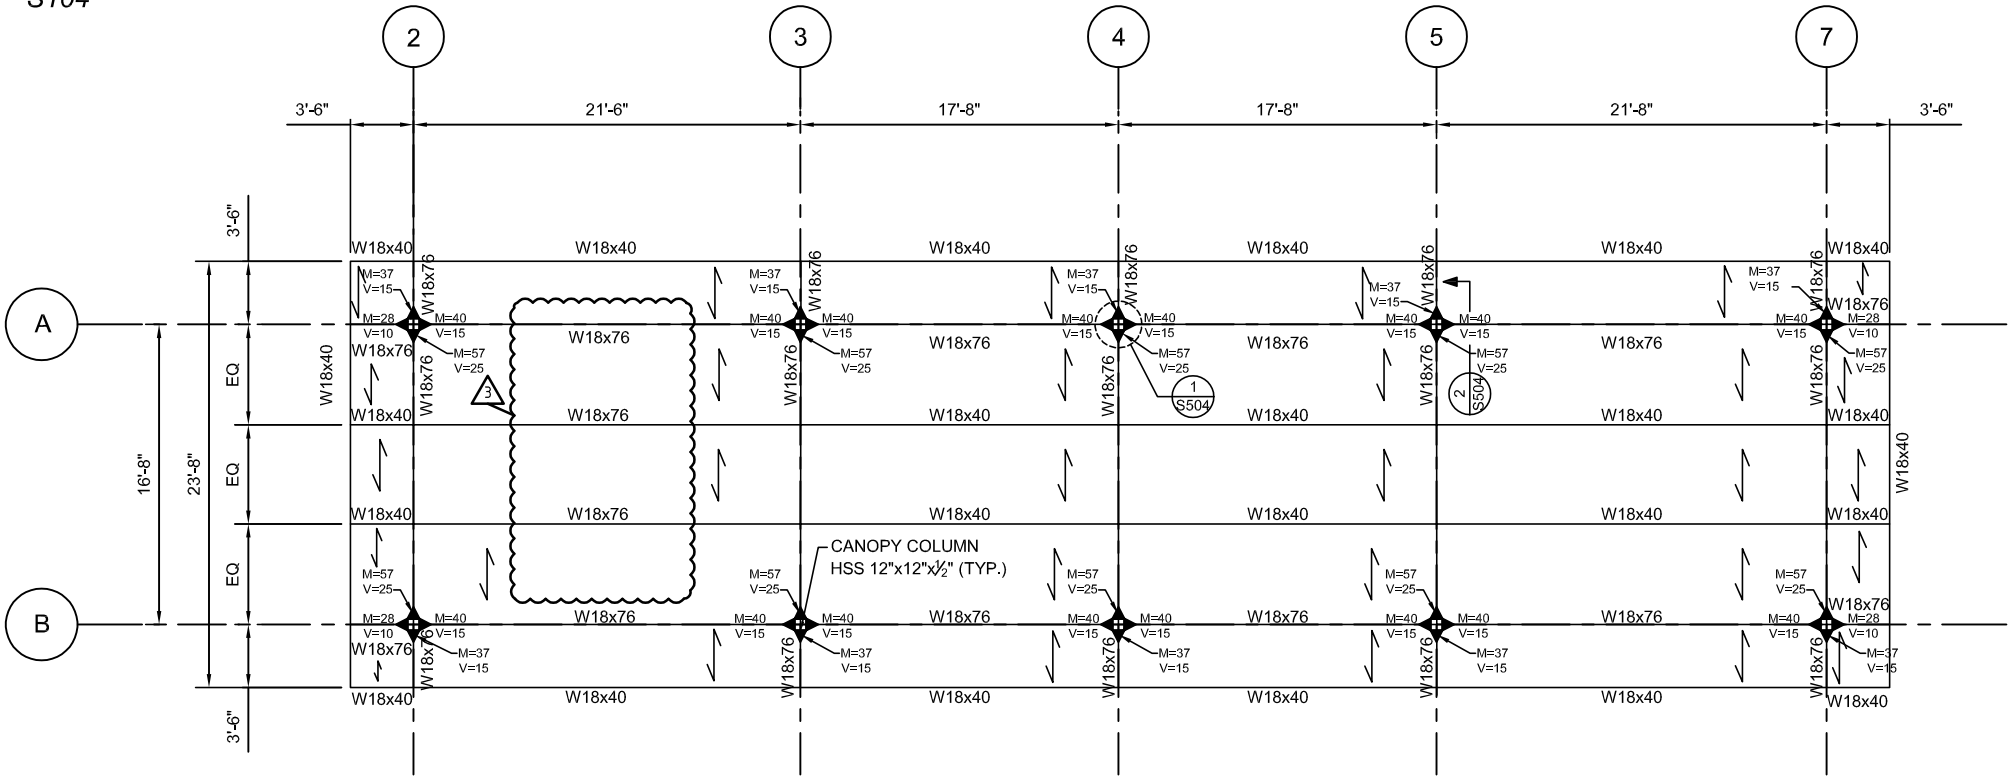 S104
2 3 4 5 7
3'-6" 21'-6" 17'-8" 17'-8" 21'-8" 3'-6"
3'-6"
W18x40 W18x40 W18x40 W18x40 W18x40 W18x40
W18x76 W18x76 W18x76 W18x76
M=37 M=37 M=37 M=37 M=37
V=15 V=15 V=15 V=15 V=15
W18x76
A
M=28 M=40 M=40 M=40 M=40 M=40 M=40 M=40 M=40 M=28
V=10 V=15 V=15 V=15 V=15 V=15 V=15 V=15 V=15 V=10
W18x76 W18x76 W18x76 W18x76 W18x76
M=57 M=57 M=57 M=57 M=57
V=25 V=25 V=25 V=25 V=25
W18x40
W18x76 W18x76 W18x76 W18x76 W18x76
EQ
3
1
S504
2
S504
W18x40 W18x76 W18x40 W18x40 W18x40 W18x40
16'-8"
23'-8"
EQ
W18x40
W18x40 W18x76 W18x40 W18x40 W18x40 W18x40
CANOPY COLUMN
HSS 12"x12"x½" (TYP.)
EQ
M=57 M=57 M=57 M=57 M=57
V=25 V=25 V=25 V=25 V=25
W18x76
B
M=28 M=40 M=40 M=40 M=40 M=40 M=40 M=40 M=40 M=28
V=10 V=15 V=15 V=15 V=15 V=15 V=15 V=15 V=15 V=10
W18x76 W18x76 W18x76 W18x76
W18x76
M=37 M=37 M=37 M=37 M=37
V=15 V=15 V=15 V=15 V=15
W18x76 W18x76 W18x76 W18x76 W18x76
W18x40 W18x40 W18x40 W18x40 W18x40 W18x40
3'-6"